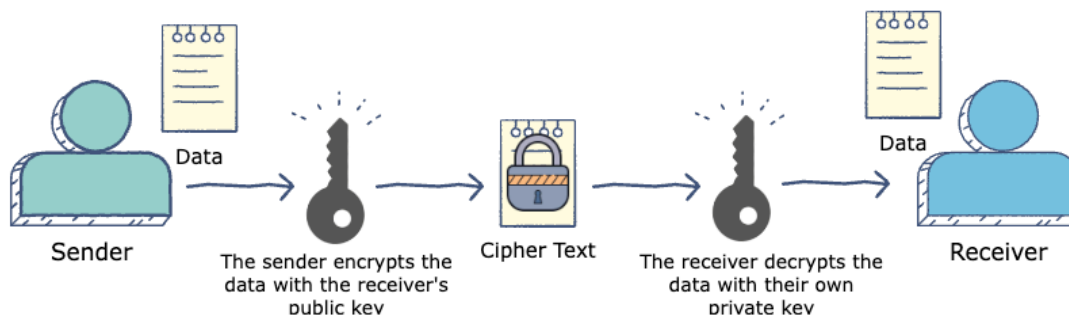 Data
Data
Sender
The sender encrypts the
data with the receiver's
public key
Cipher Text
The receiver decrypts the
data with their own
private key
Receiver